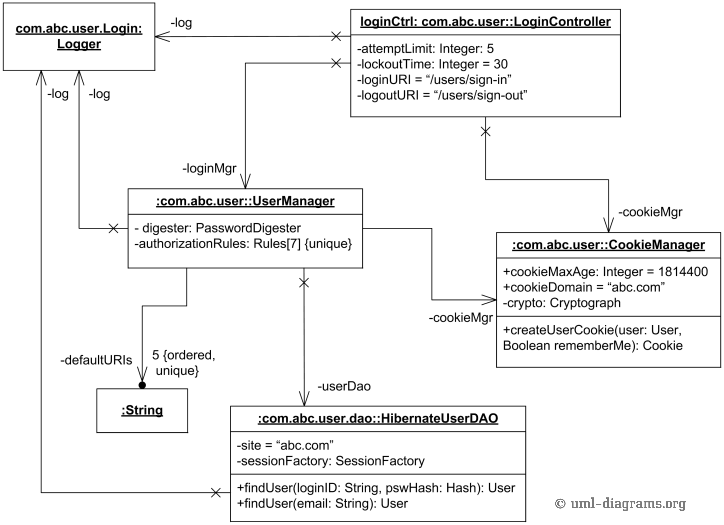 com.abc.user.Login:
Logger
-log
loginCtrl: com.abc.user::LoginController
-attemptLimit: Integer: 5
-lockoutTime: Integer = 30
-loginURI = “/users/sign-in”
-logoutURI = “/users/sign-out”
-log
-log
-loginMgr
:com.abc.user::UserManager
- digester: PasswordDigester
-authorizationRules: Rules[7] {unique}
-cookieMgr
:com.abc.user::CookieManager
+cookieMaxAge: Integer = 1814400
+cookieDomain = “abc.com”
-crypto: Cryptograph
+createUserCookie(user: User,
Boolean rememberMe): Cookie
-cookieMgr
-defaultURIs
5 {ordered,
unique}
:String
-userDao
:com.abc.user.dao::HibernateUserDAO
-site = “abc.com”
-sessionFactory: SessionFactory
+findUser(loginID: String, pswHash: Hash): User
+findUser(email: String): User
© uml-diagrams.org